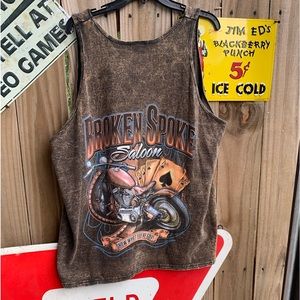 ELL AT
EO GAMES
JIM ED'S
BLACKBERRY
PUNCH
5¢
ICE COLD
BROKEN SPOKE
Saloon